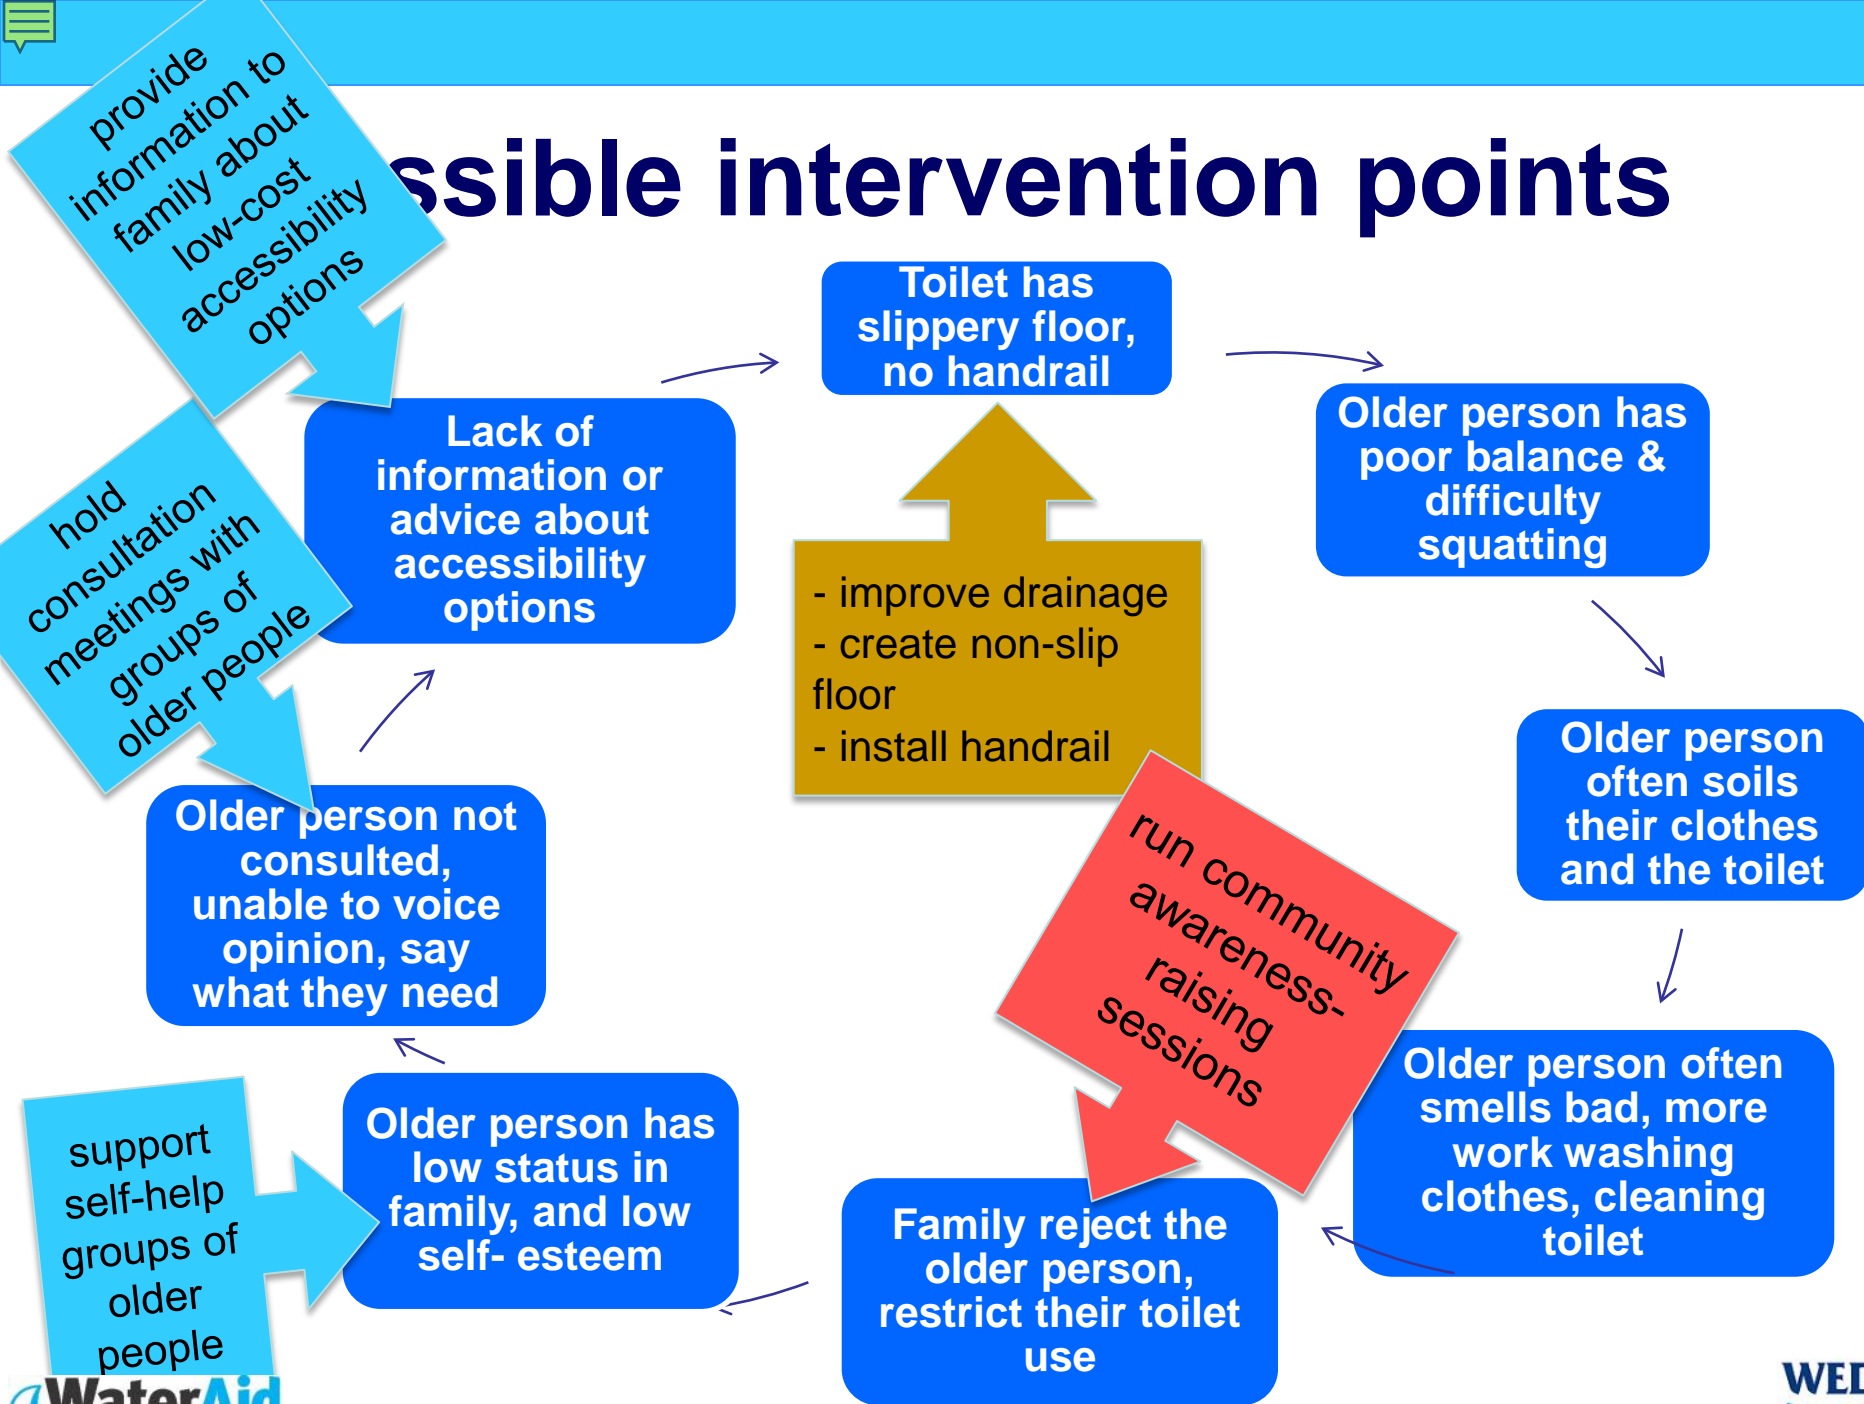 provide
information to
family about
low-cost
accessibility
options
ssible intervention points
Toilet has
slippery floor,
no handrail
Older person has
poor balance &
difficulty
squatting
Older person
often soils
their clothes
and the toilet
Older person often
smells bad, more
work washing
clothes, cleaning
toilet
Family reject the
older person,
restrict their toilet
use
Older person has
low status in
family, and low
self- esteem
Older person not
consulted,
unable to voice
opinion, say
what they need
Lack of
information or
advice about
accessibility
options
hold
consultation
meetings with
groups of
older people
- improve drainage
- create non-slip
floor
- install handrail
run community
awareness-
raising
sessions
support
self-help
groups of
older
people
WaterAid
WED